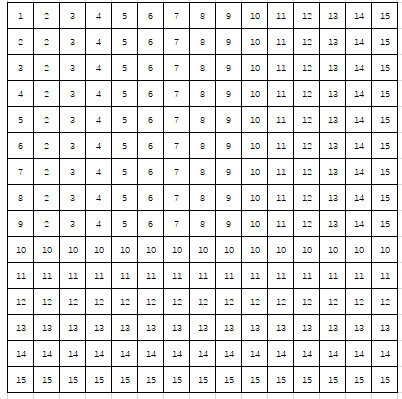 1 2 3 4 5 6 7 8 9 10 11 12 13 14 15
2 2 3 4 5 6 7 8 9 10 11 12 13 14 15
3 2 3 4 5 6 7 8 9 10 11 12 13 14 15
4 2 3 4 5 6 7 8 9 10 11 12 13 14 15
5 2 3 4 5 6 7 8 9 10 11 12 13 14 15
6 2 3 4 5 6 7 8 9 10 11 12 13 14 15
7 2 3 4 5 6 7 8 9 10 11 12 13 14 15
8 2 3 4 5 6 7 8 9 10 11 12 13 14 15
9 2 3 4 5 6 7 8 9 10 11 12 13 14 15
10 10 10 10 10 10 10 10 10 10 10 10 10 10 10
11 11 11 11 11 11 11 11 11 11 11 11 11 11 11
12 12 12 12 12 12 12 12 12 12 12 12 12 12 12
13 13 13 13 13 13 13 13 13 13 13 13 13 13 13
14 14 14 14 14 14 14 14 14 14 14 14 14 14 14
15 15 15 15 15 15 15 15 15 15 15 15 15 15 15